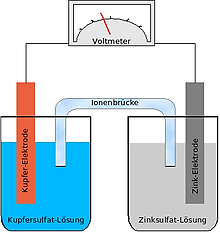 Voltmeter
Ionenbrücke
Kupfer-Elektrode
Zink-Elektrode
Kupfersulfat-Lösung
Zinksulfat-Lösung